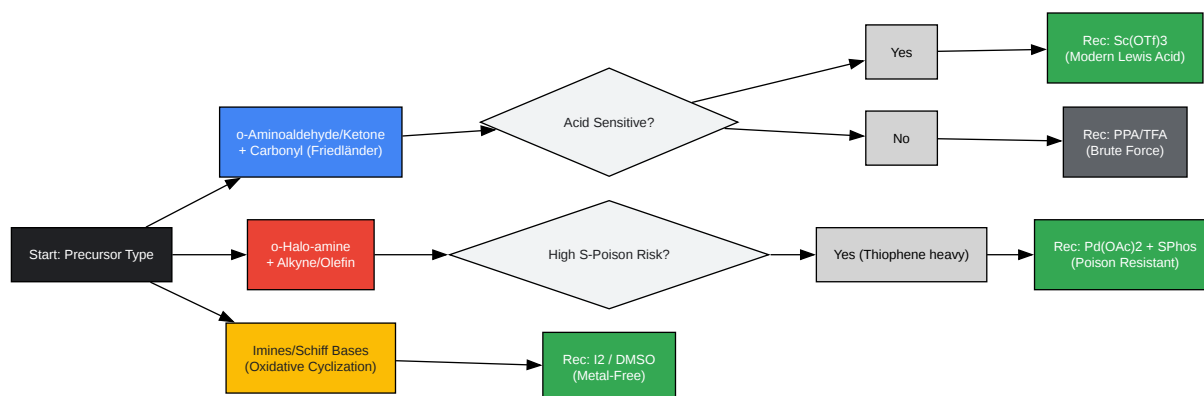 Yes
Rec: Sc(OTf)3
(Modern Lewis Acid)
o-Aminoaldehyde/Ketone
+ Carbonyl (Friedländer)
Acid Sensitive?
No
Rec: PPA/TFA
(Brute Force)
Start: Precursor Type
o-Halo-amine
+ Alkyne/Olefin
High S-Poison Risk?
Yes (Thiophene heavy)
Rec: Pd(OAc)2 + SPhos
(Poison Resistant)
Imines/Schiff Bases
(Oxidative Cyclization)
Rec: I2 / DMSO
(Metal-Free)